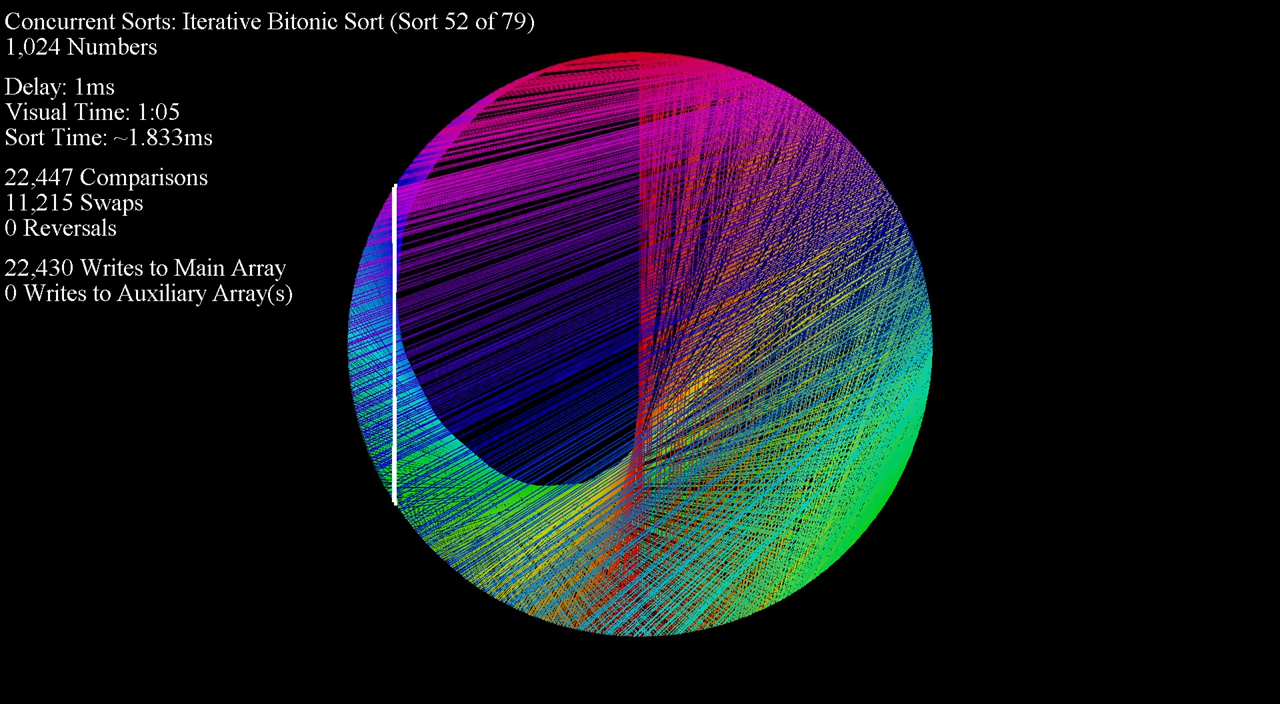 Concurrent Sorts: Iterative Bitonic Sort (Sort 52 of 79)
1,024 Numbers
Delay: 1ms
Visual Time: 1:05
Sort Time: ~1.833ms
22,447 Comparisons
11,215 Swaps
0 Reversals
22,430 Writes to Main Array
0 Writes to Auxiliary Array(s)